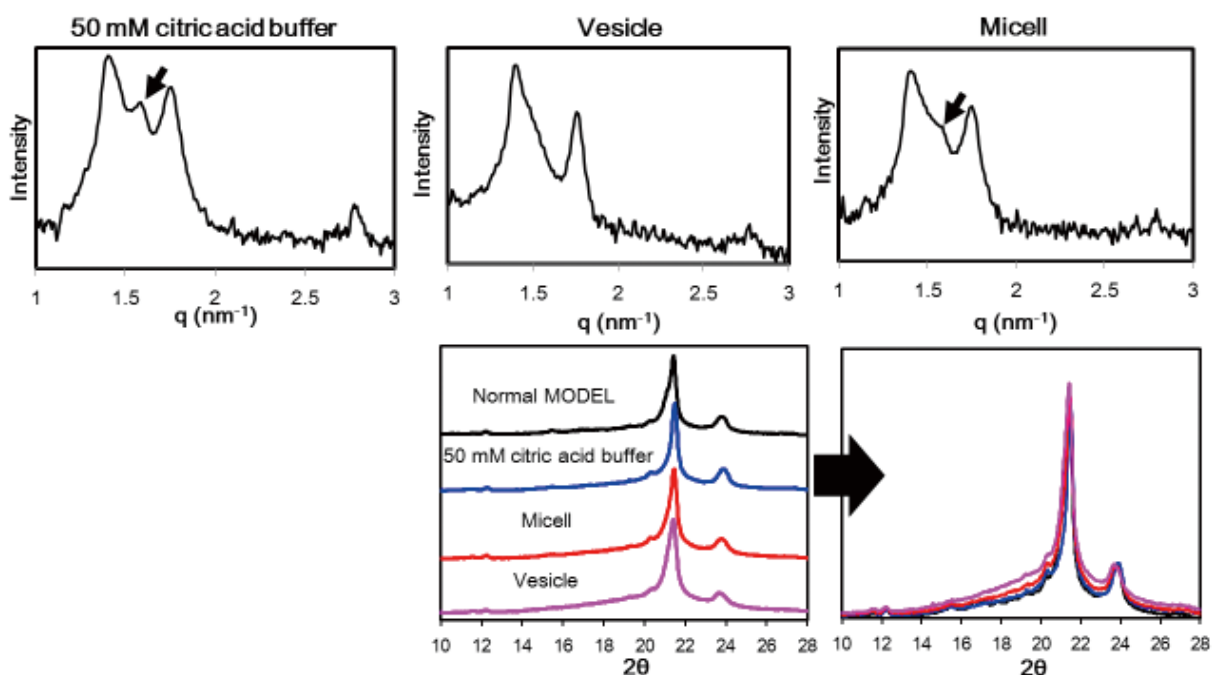 50 mM citric acid buffer
Vesicle
Micell
Intensity
Intensity
Intensity
1 1.5 2 2.5 3
1 1.5 2 2.5 3
1 1.5 2 2.5 3
q (nm⁻¹)
q (nm⁻¹)
q (nm⁻¹)
Normal MODEL
50 mM citric acid buffer
Micell
Vesicle
10 12 14 16 18 20 22 24 26 28
10 12 14 16 18 20 22 24 26 28
2θ
2θ